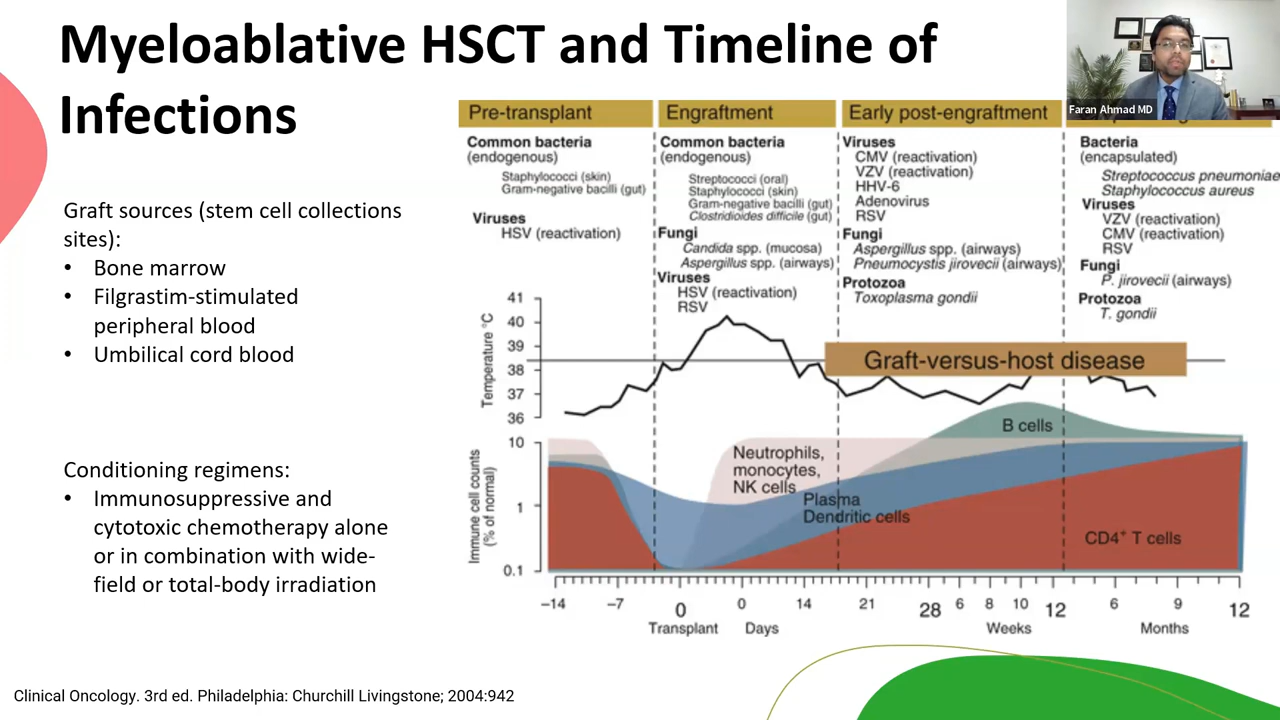 Myeloablative HSCT and Timeline of
Infections
Faran Ahmad MD
Graft sources (stem cell collections
sites):
• Bone marrow
• Filgrastim-stimulated
peripheral blood
• Umbilical cord blood
Conditioning regimens:
• Immunosuppressive and
cytotoxic chemotherapy alone
or in combination with wide-
field or total-body irradiation
Pre-transplant
Common bacteria
(endogenous)
Staphylococci (skin)
Gram-negative bacilli (gut)
Viruses
HSV (reactivation)
Engraftment
Common bacteria
(endogenous)
Streptococci (oral)
Staphylococci (skin)
Gram-negative bacilli (gut)
Clostridioides difficile (gut)
Fungi
Candida spp. (mucosa)
Aspergillus spp. (airways)
Viruses
HSV (reactivation)
RSV
Early post-engraftment
Viruses
CMV (reactivation)
VZV (reactivation)
HHV-6
Adenovirus
RSV
Fungi
Aspergillus spp. (airways)
Pneumocystis jirovecii (airways)
Protozoa
Toxoplasma gondii
Bacteria
(encapsulated)
Streptococcus pneumoniae
Staphylococcus aureus
Viruses
VZV (reactivation)
CMV (reactivation)
RSV
Fungi
P. jirovecii (airways)
Protozoa
T. gondii
Temperature °C
41
40
39
38
37
36
Graft-versus-host disease
Immune cell counts
(% of normal)
10
1
0.1
Neutrophils,
monocytes,
NK cells
Plasma
Dendritic cells
B cells
CD4+ T cells
−14 −7 0 0 14 21 28 6 8 10 12 6 9 12
Transplant Days Weeks Months
Clinical Oncology. 3rd ed. Philadelphia: Churchill Livingstone; 2004:942